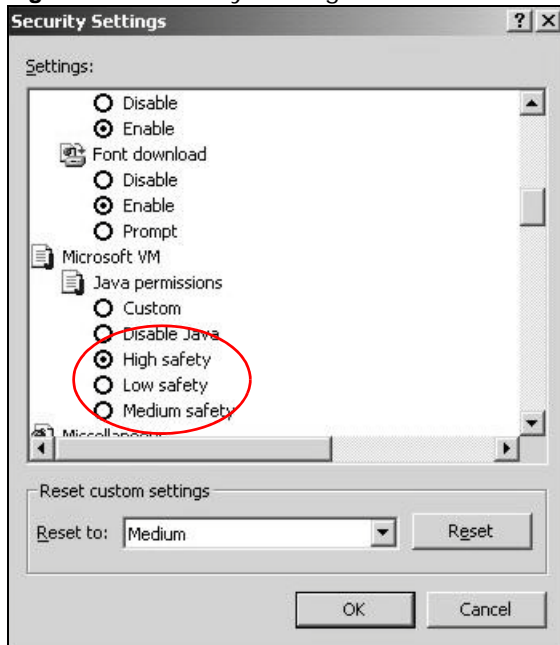 Security Settings
Settings:
Disable
Enable
Font download
Disable
Enable
Prompt
Microsoft VM
Java permissions
Custom
Disable Java
High safety
Low safety
Medium safety
Miscellaneous
Reset custom settings
Reset to: Medium Reset
OK Cancel